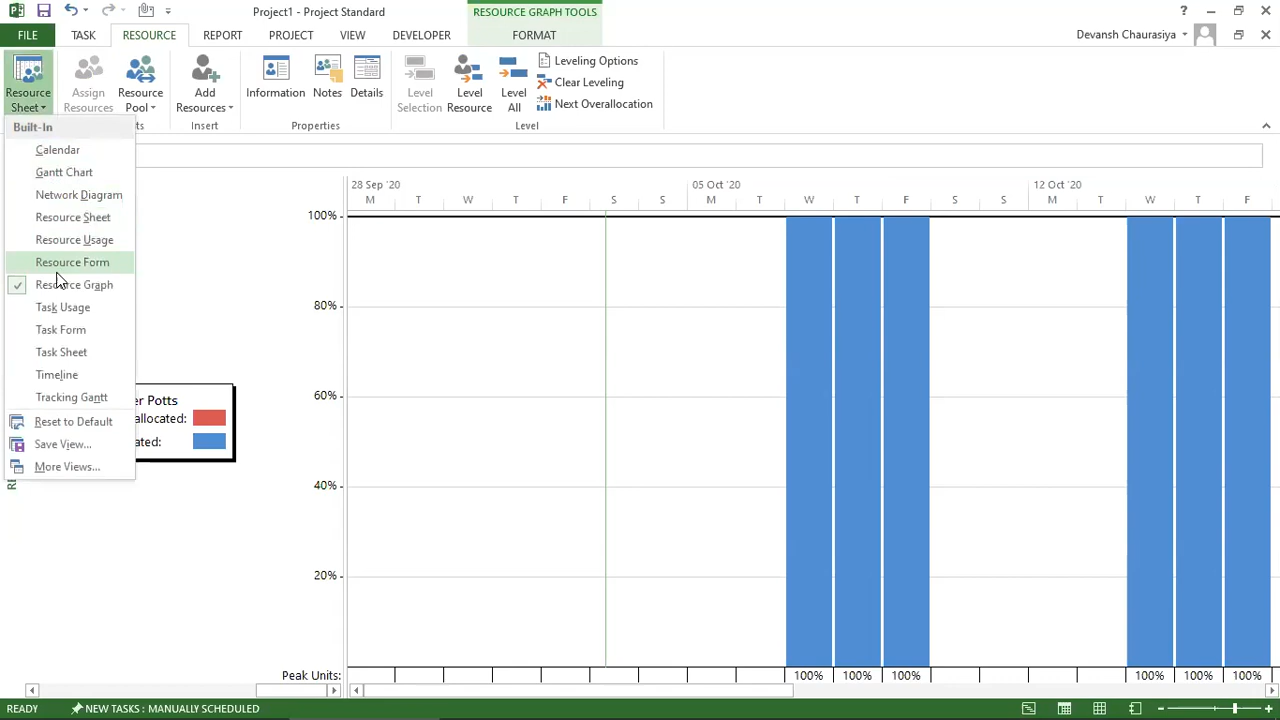 Project1 - Project Standard
RESOURCE GRAPH TOOLS
?
FILE
TASK
RESOURCE
REPORT
PROJECT
VIEW
DEVELOPER
FORMAT
Devansh Chaurasiya
Resource Sheet
Assign Resources
Resource Pool
Add Resources
Information
Notes
Details
Level Selection
Level Resource
Level All
Leveling Options
Clear Leveling
Next Overallocation
ts
Insert
Properties
Level
Built-In
Calendar
Gantt Chart
Network Diagram
Resource Sheet
Resource Usage
Resource Form
Resource Graph
Task Usage
Task Form
Task Sheet
Timeline
Tracking Gantt
Reset to Default
Save View...
More Views...
er Potts
allocated:
ated:
28 Sep '20
05 Oct '20
12 Oct '20
M T W T F S S M T W T F S S M T W T F
100%
80%
60%
40%
20%
Peak Units:
100% 100% 100% 100% 100% 100%
READY
NEW TASKS : MANUALLY SCHEDULED